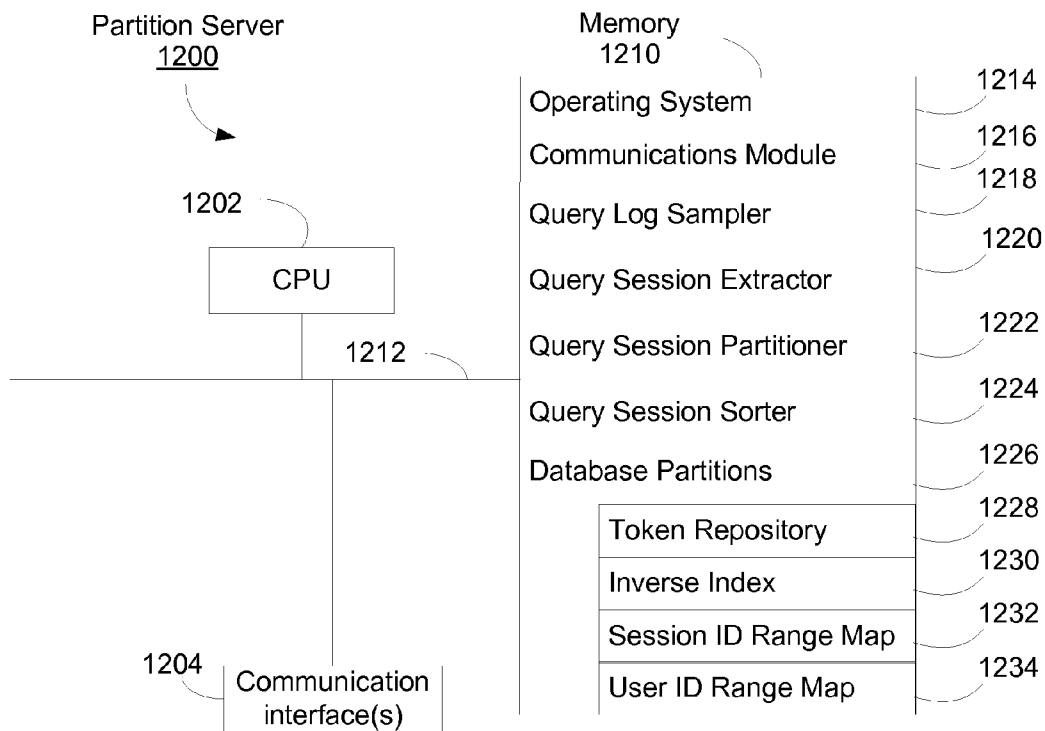 Partition Server
1200
Memory
1210
Operating System
1214
Communications Module
1216
1218
Query Log Sampler
1220
Query Session Extractor
1202
CPU
1222
Query Session Partitioner
1212
1224
Query Session Sorter
1226
Database Partitions
1228
Token Repository
1230
Inverse Index
1232
Session ID Range Map
1234
User ID Range Map
1204
Communication
interface(s)